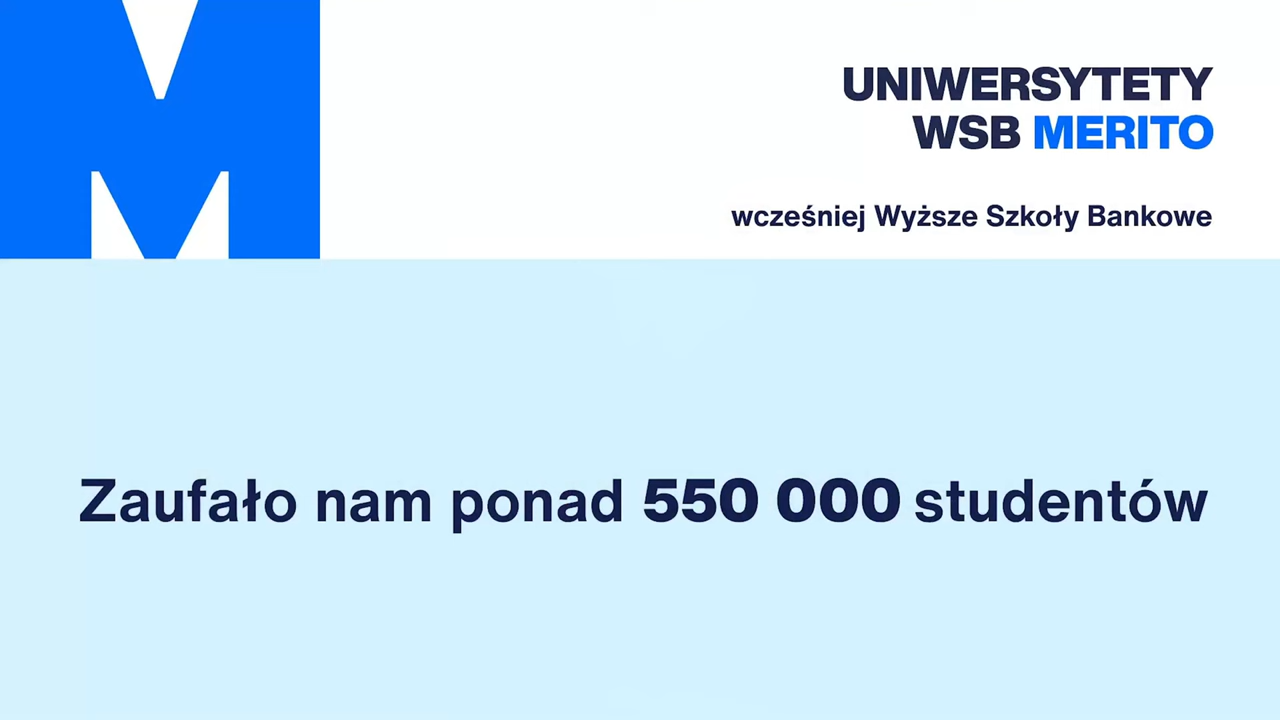 UNIWERSYTETY
WSB MERITO
wcześniej Wyższe Szkoły Bankowe
Zaufało nam ponad 550 000 studentów